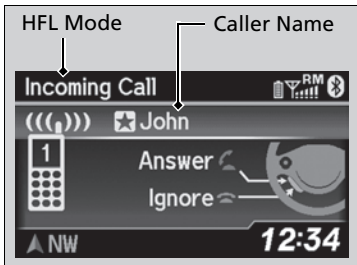 HFL Mode Caller Name
Incoming Call RM
John
1
Answer
Ignore
NW 12:34